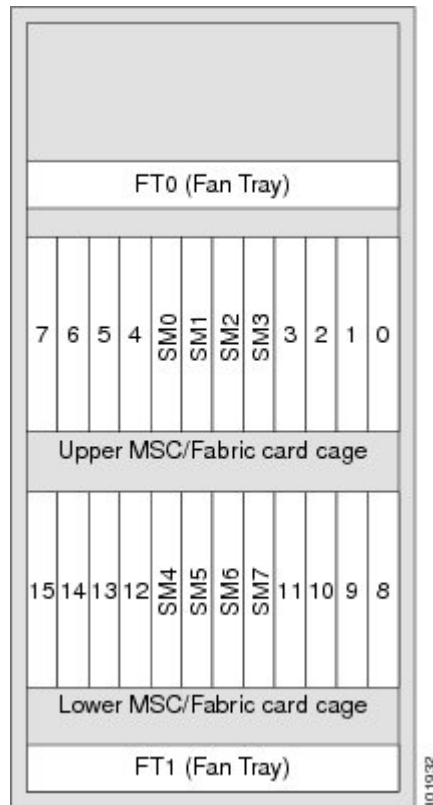 FT0 (Fan Tray)
7 6 5 4 SM0 SM1 SM2 SM3 3 2 1 0
Upper MSC/Fabric card cage
15 14 13 12 SM4 SM5 SM6 SM7 11 10 9 8
Lower MSC/Fabric card cage
FT1 (Fan Tray)
101932